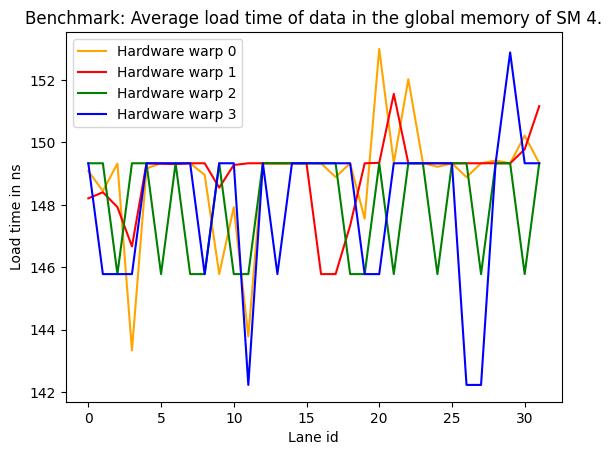 Benchmark: Average load time of data in the global memory of SM 4.
Hardware warp 0
Hardware warp 1
Hardware warp 2
Hardware warp 3
152
150
148
146
144
142
Load time in ns
0 5 10 15 20 25 30
Lane id